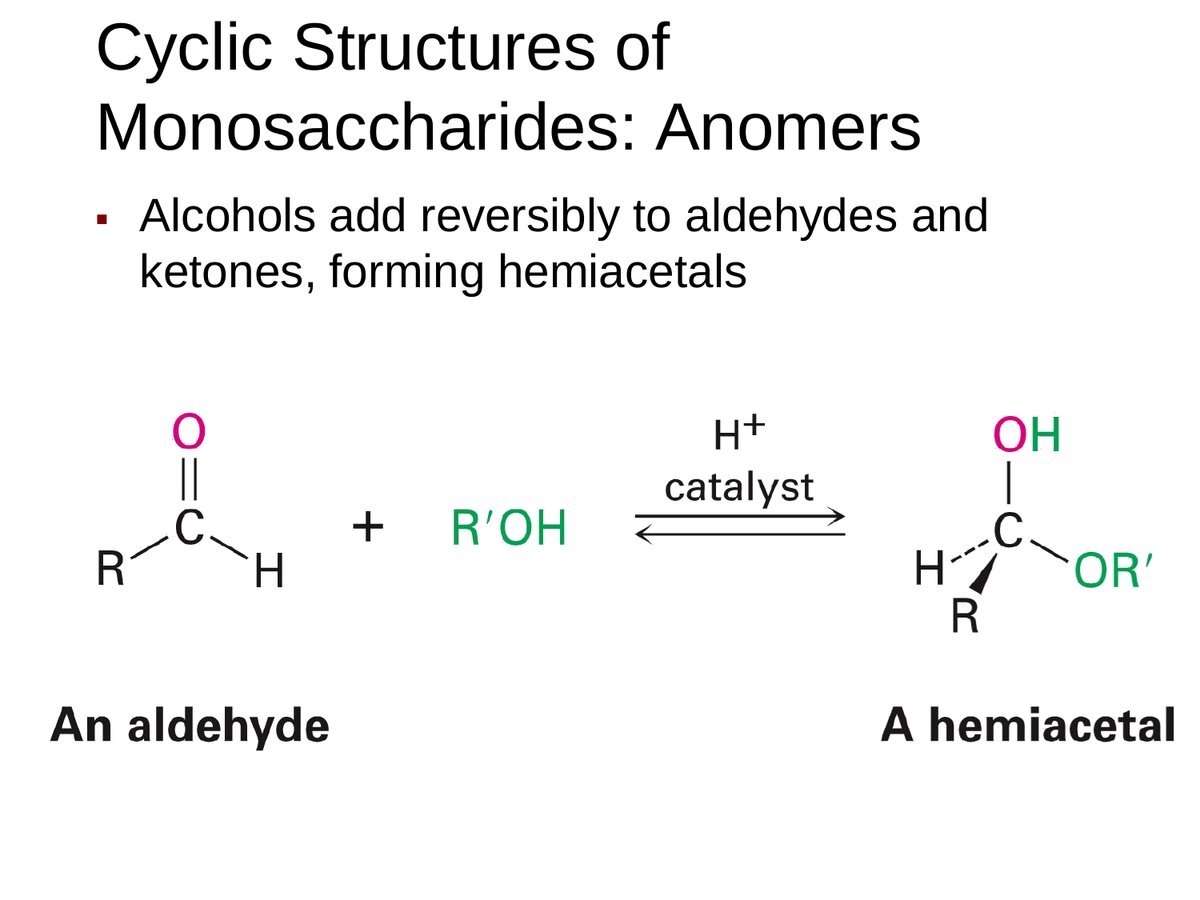 Cyclic Structures of
Monosaccharides: Anomers
▪ Alcohols add reversibly to aldehydes and
ketones, forming hemiacetals
O
C
R
H
+
R′OH
H+
catalyst
OH
C
H
OR′
R
An aldehyde
A hemiacetal